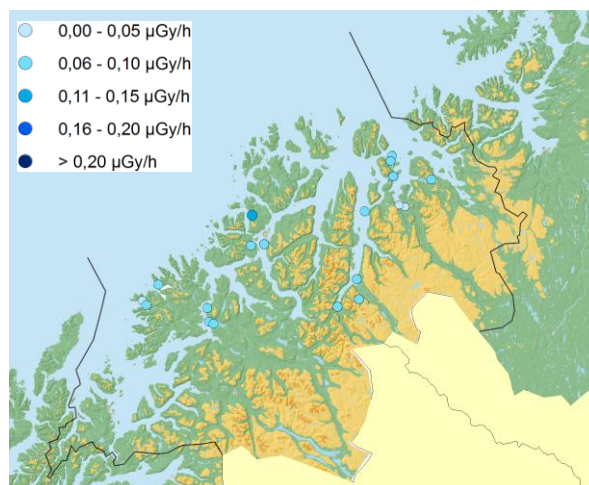 0,00 - 0,05 µGy/h
0,06 - 0,10 µGy/h
0,11 - 0,15 µGy/h
0,16 - 0,20 µGy/h
> 0,20 µGy/h